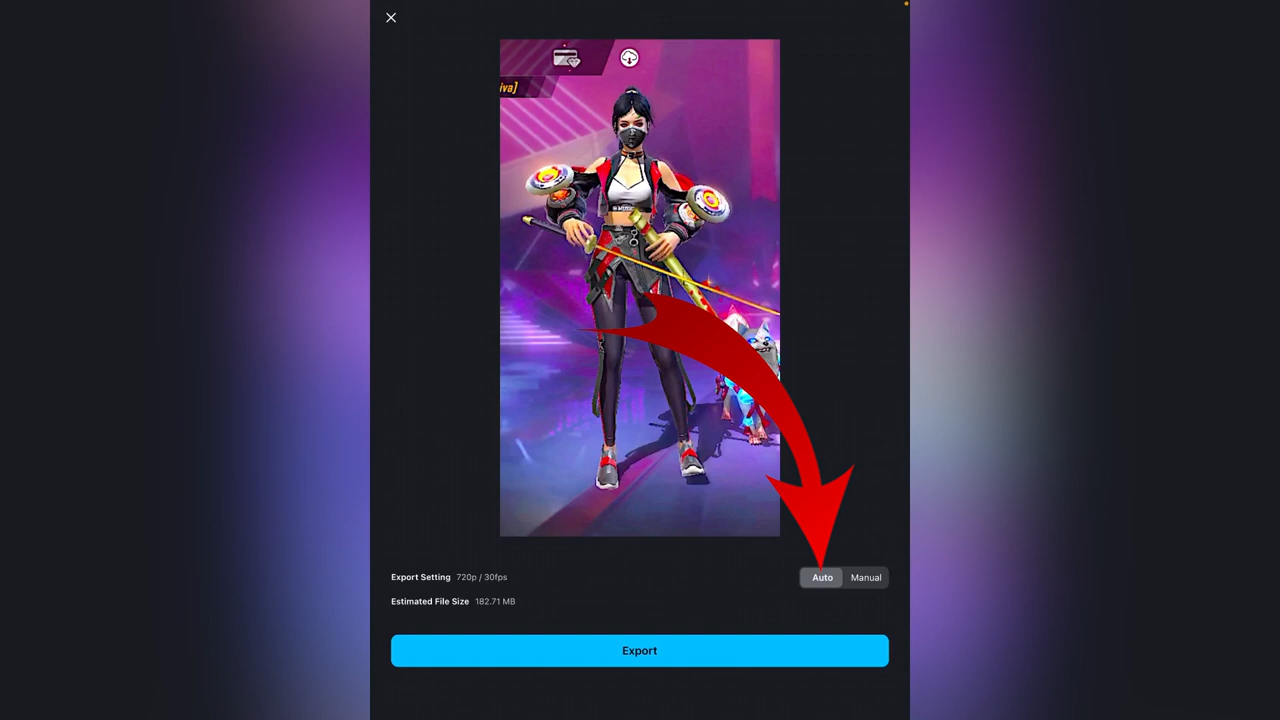 iva]
Export Setting 720p / 30fps
Auto Manual
Estimated File Size 182.71 MB
Export